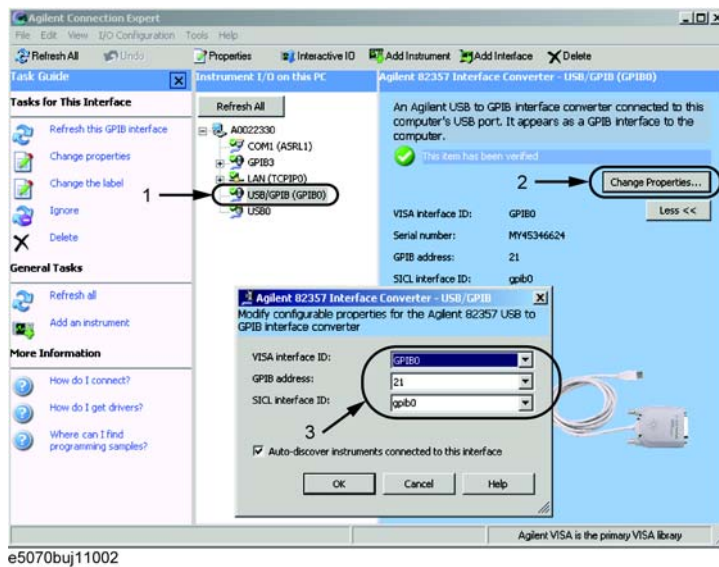 Agilent Connection Expert
File Edit View I/O Configuration Tools Help
Refresh All Undo Properties Interactive IO Add Instrument Add Interface Delete
Task Guide
Tasks for This Interface
Refresh this GPIB interface
Change properties
Change the label
Ignore
Delete
General Tasks
Refresh all
Add an instrument
More Information
How do I connect?
How do I get drivers?
Where can I find
programming samples?
Instrument I/O on this PC
Refresh All
A0022330
COM1 (ASRL1)
GPIB3
LAN (TCPIP0)
USB/GPIB (GPIB0)
USB0
1
Agilent 82357 Interface Converter - USB/GPIB (GPIB0)
An Agilent USB to GPIB interface converter connected to this
computer's USB port. It appears as a GPIB interface to the
computer.
This item has been verified
2
Change Properties...
Less <<
VISA interface ID: GPIB0
Serial number: MY45346624
GPIB address: 21
SICL interface ID: gpib0
Agilent 82357 Interface Converter - USB/GPIB
Modify configurable properties for the Agilent 82357 USB to
GPIB interface converter
VISA interface ID: GPIB0
GPIB address: 21
SICL interface ID: gpib0
3
Auto-discover instruments connected to this interface
OK Cancel Help
Agilent VISA is the primary VISA library
e5070buj11002